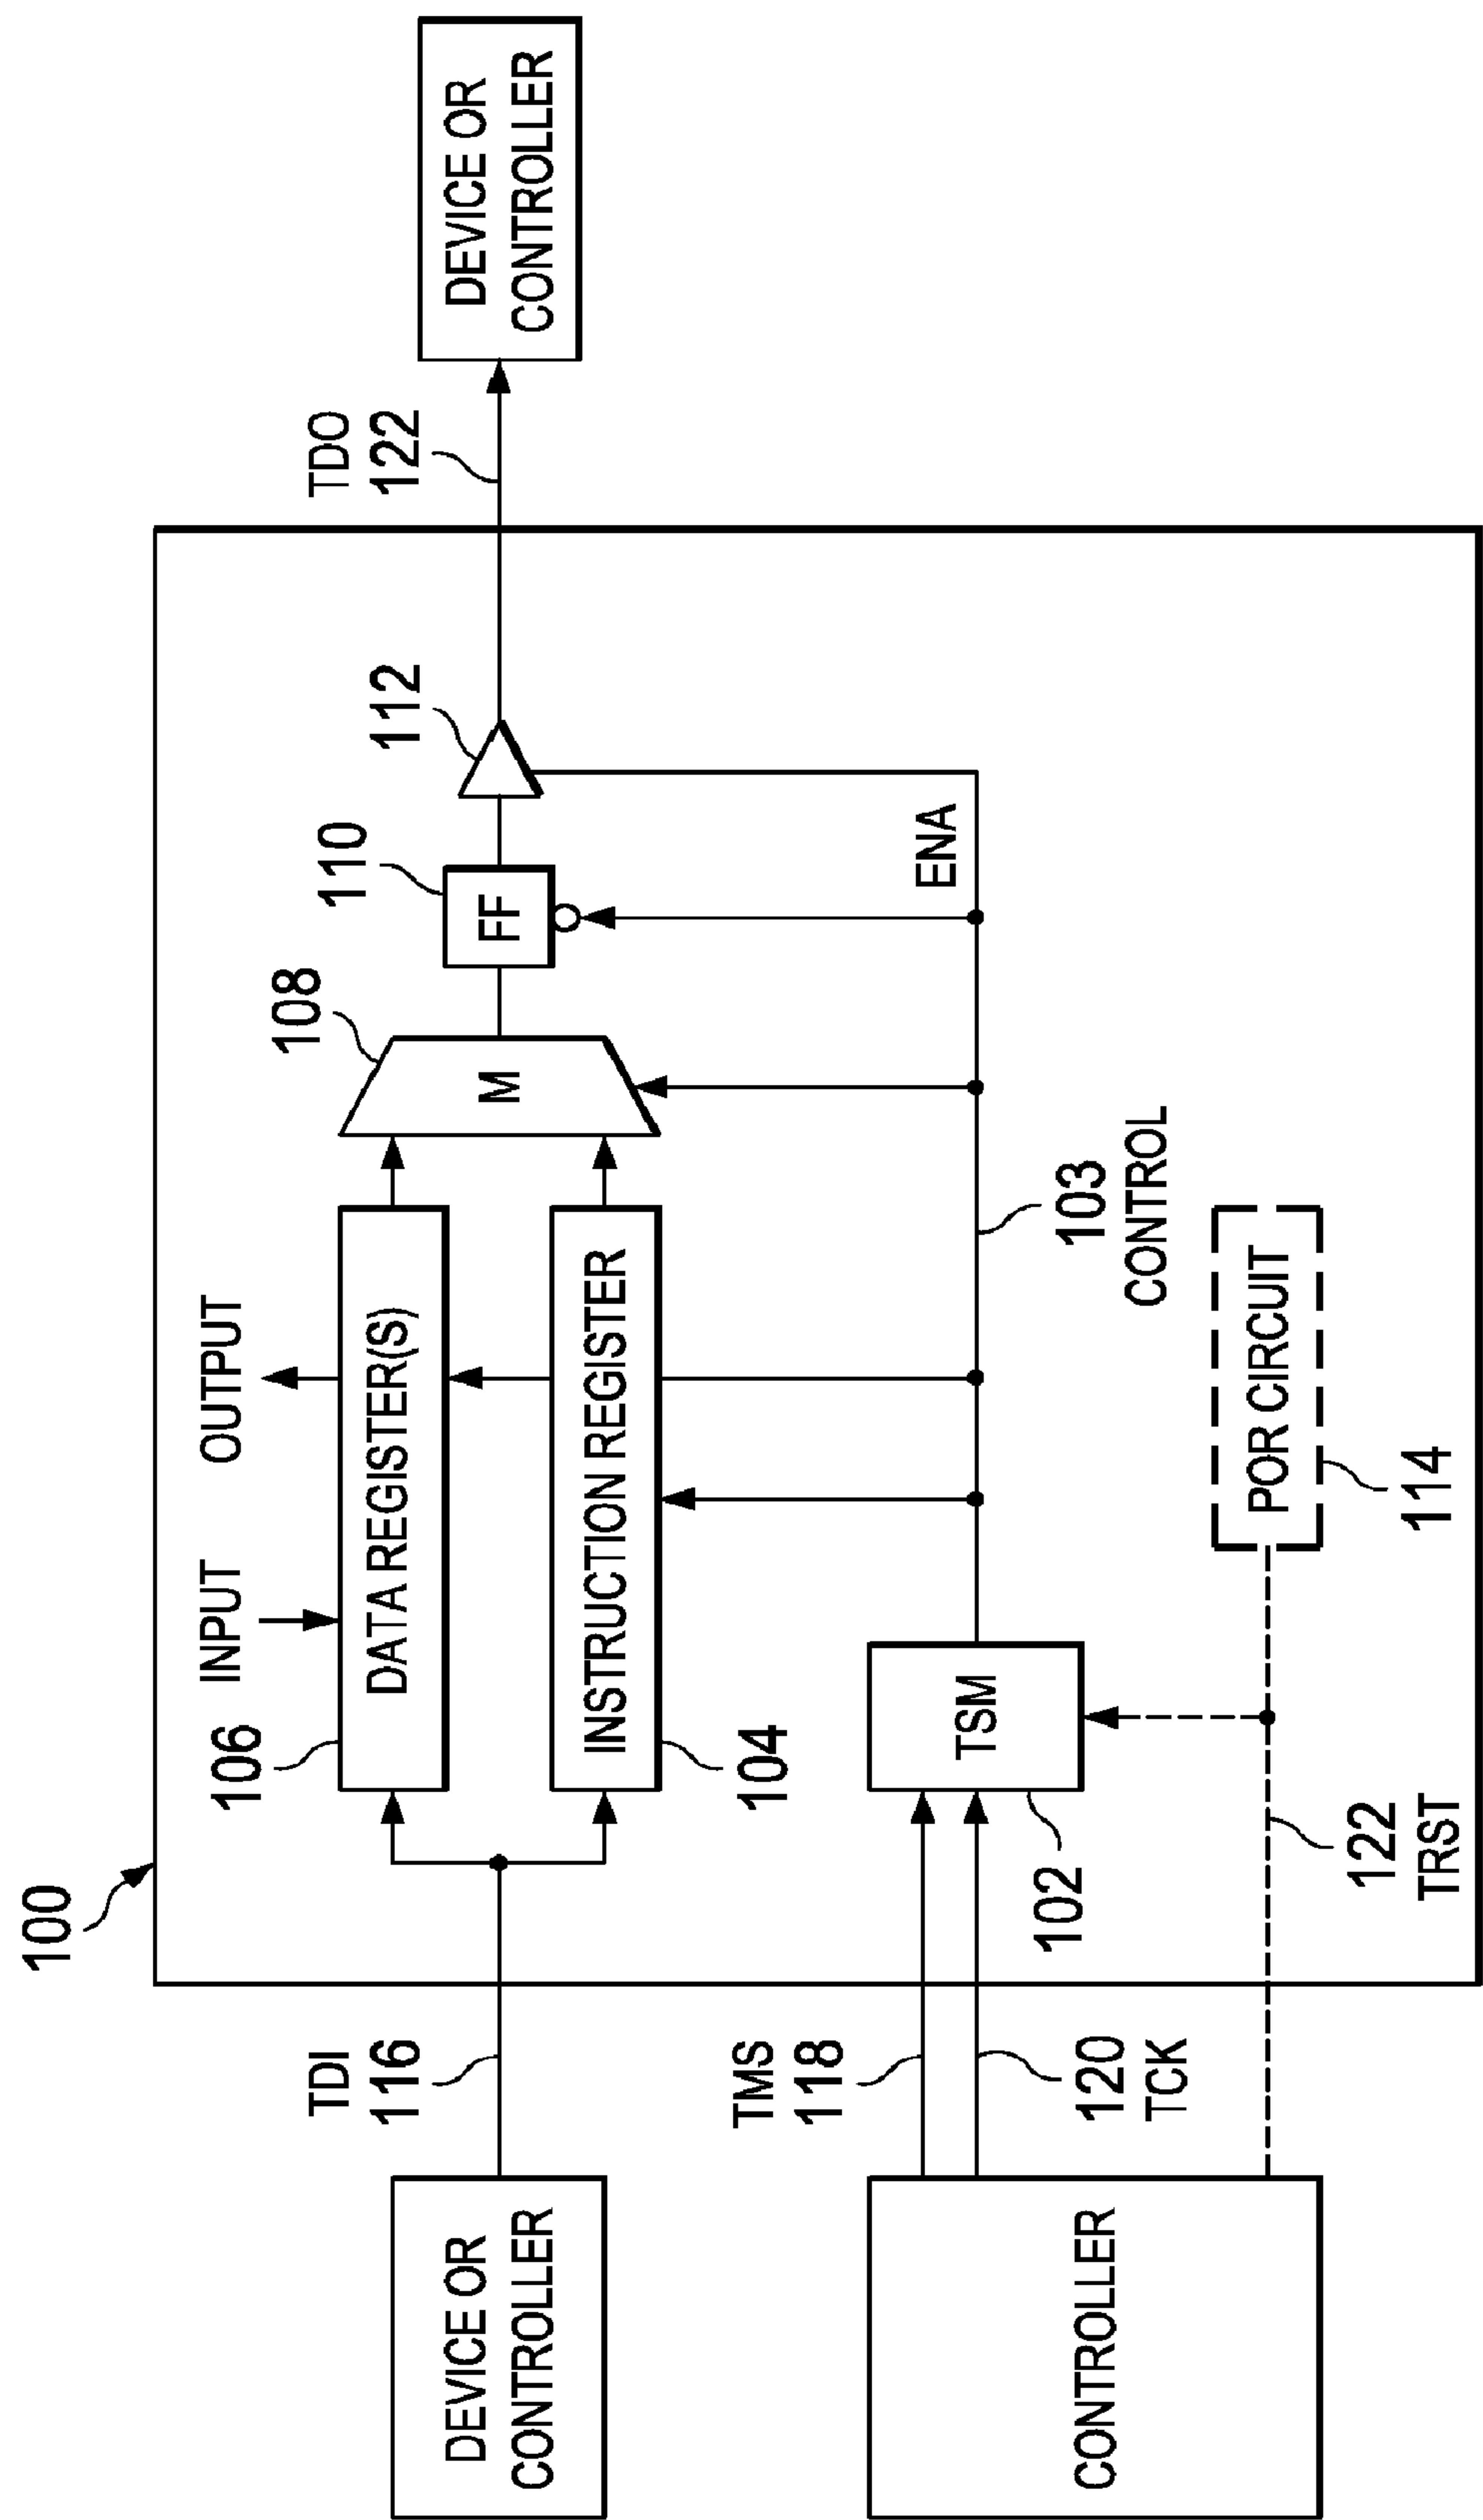 100
TDI
116
DEVICE OR
CONTROLLER
106
INPUT
OUTPUT
DATA REGISTER(S)
INSTRUCTION REGISTER
104
108
M
110
FF
112
TDO
122
DEVICE OR
CONTROLLER
ENA
TMS
118
120
TCK
CONTROLLER
TSM
102
103
CONTROL
POR CIRCUIT
114
122
TRST